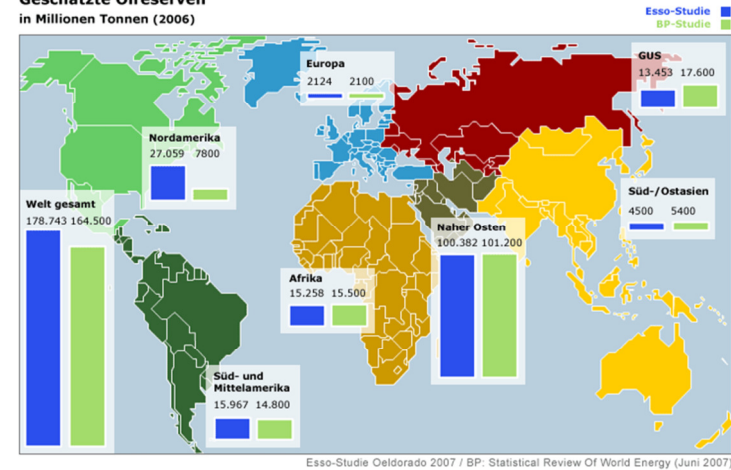 Geschätzte Ölreserven
in Millionen Tonnen (2006)
Esso-Studie
BP-Studie
Europa
2124 2100
GUS
13.453 17.600
Nordamerika
27.059 7800
Welt gesamt
178.743 164.500
Süd-/Ostasien
4500 5400
Naher Osten
100.382 101.200
Afrika
15.258 15.500
Süd- und
Mittelamerika
15.967 14.800
Esso-Studie Oeldorado 2007 / BP: Statistical Review Of World Energy (Juni 2007)